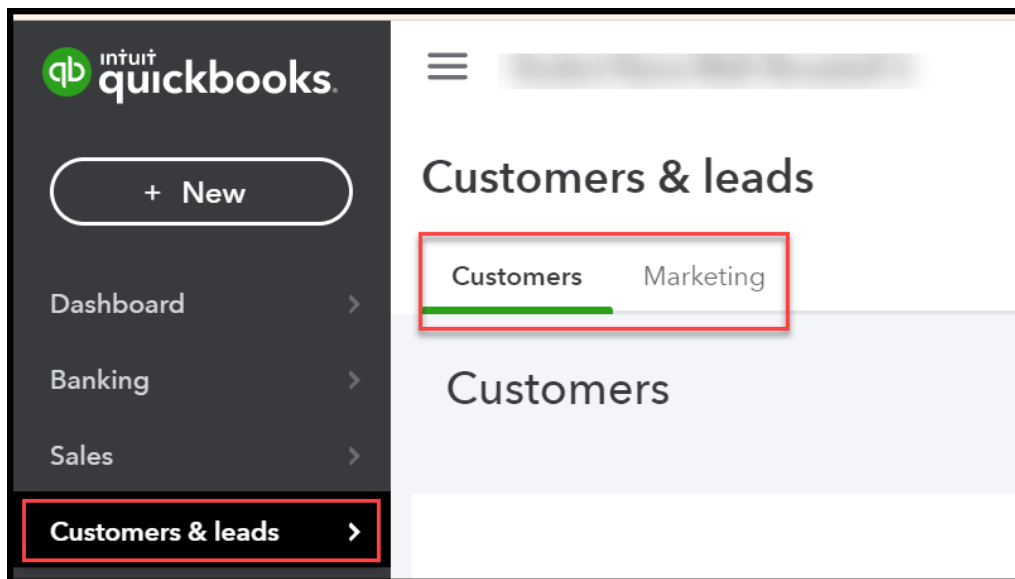 intuit
quickbooks.
+ New
Dashboard
Banking
Sales
Customers & leads
Customers & leads
Customers Marketing
Customers